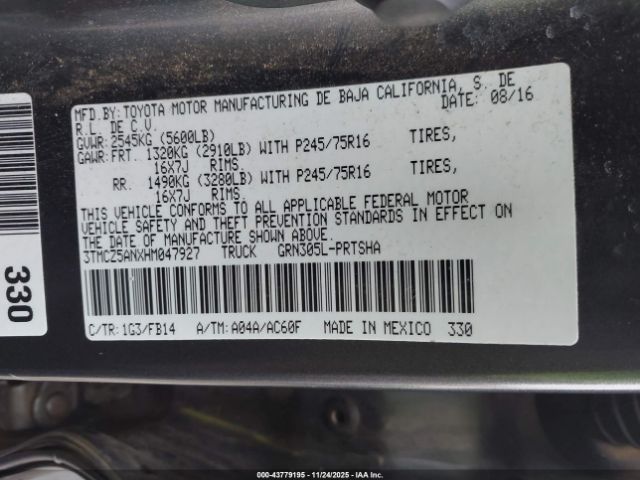 MFD.BY:TOYOTA MOTOR MANUFACTURING DE BAJA CALIFORNIA, S. DE
R.L. DE C.V. DATE: 08/16
GVWR:2545KG (5600LB)
GAWR:FRT. 1320KG (2910LB) WITH P245/75R16 TIRES,
16X7J RIMS
RR. 1490KG (3280LB) WITH P245/75R16 TIRES,
16X7J RIMS
THIS VEHICLE CONFORMS TO ALL APPLICABLE FEDERAL MOTOR
VEHICLE SAFETY AND THEFT PREVENTION STANDARDS IN EFFECT ON
THE DATE OF MANUFACTURE SHOWN ABOVE.
3TMCZ5ANXHM047927 TRUCK GRN305L-PRTSHA
C/TR:1G3/FB14 A/TM:A04A/AC60F MADE IN MEXICO 330
330
000-43779195 - 11/24/2025 - IAAI.CA